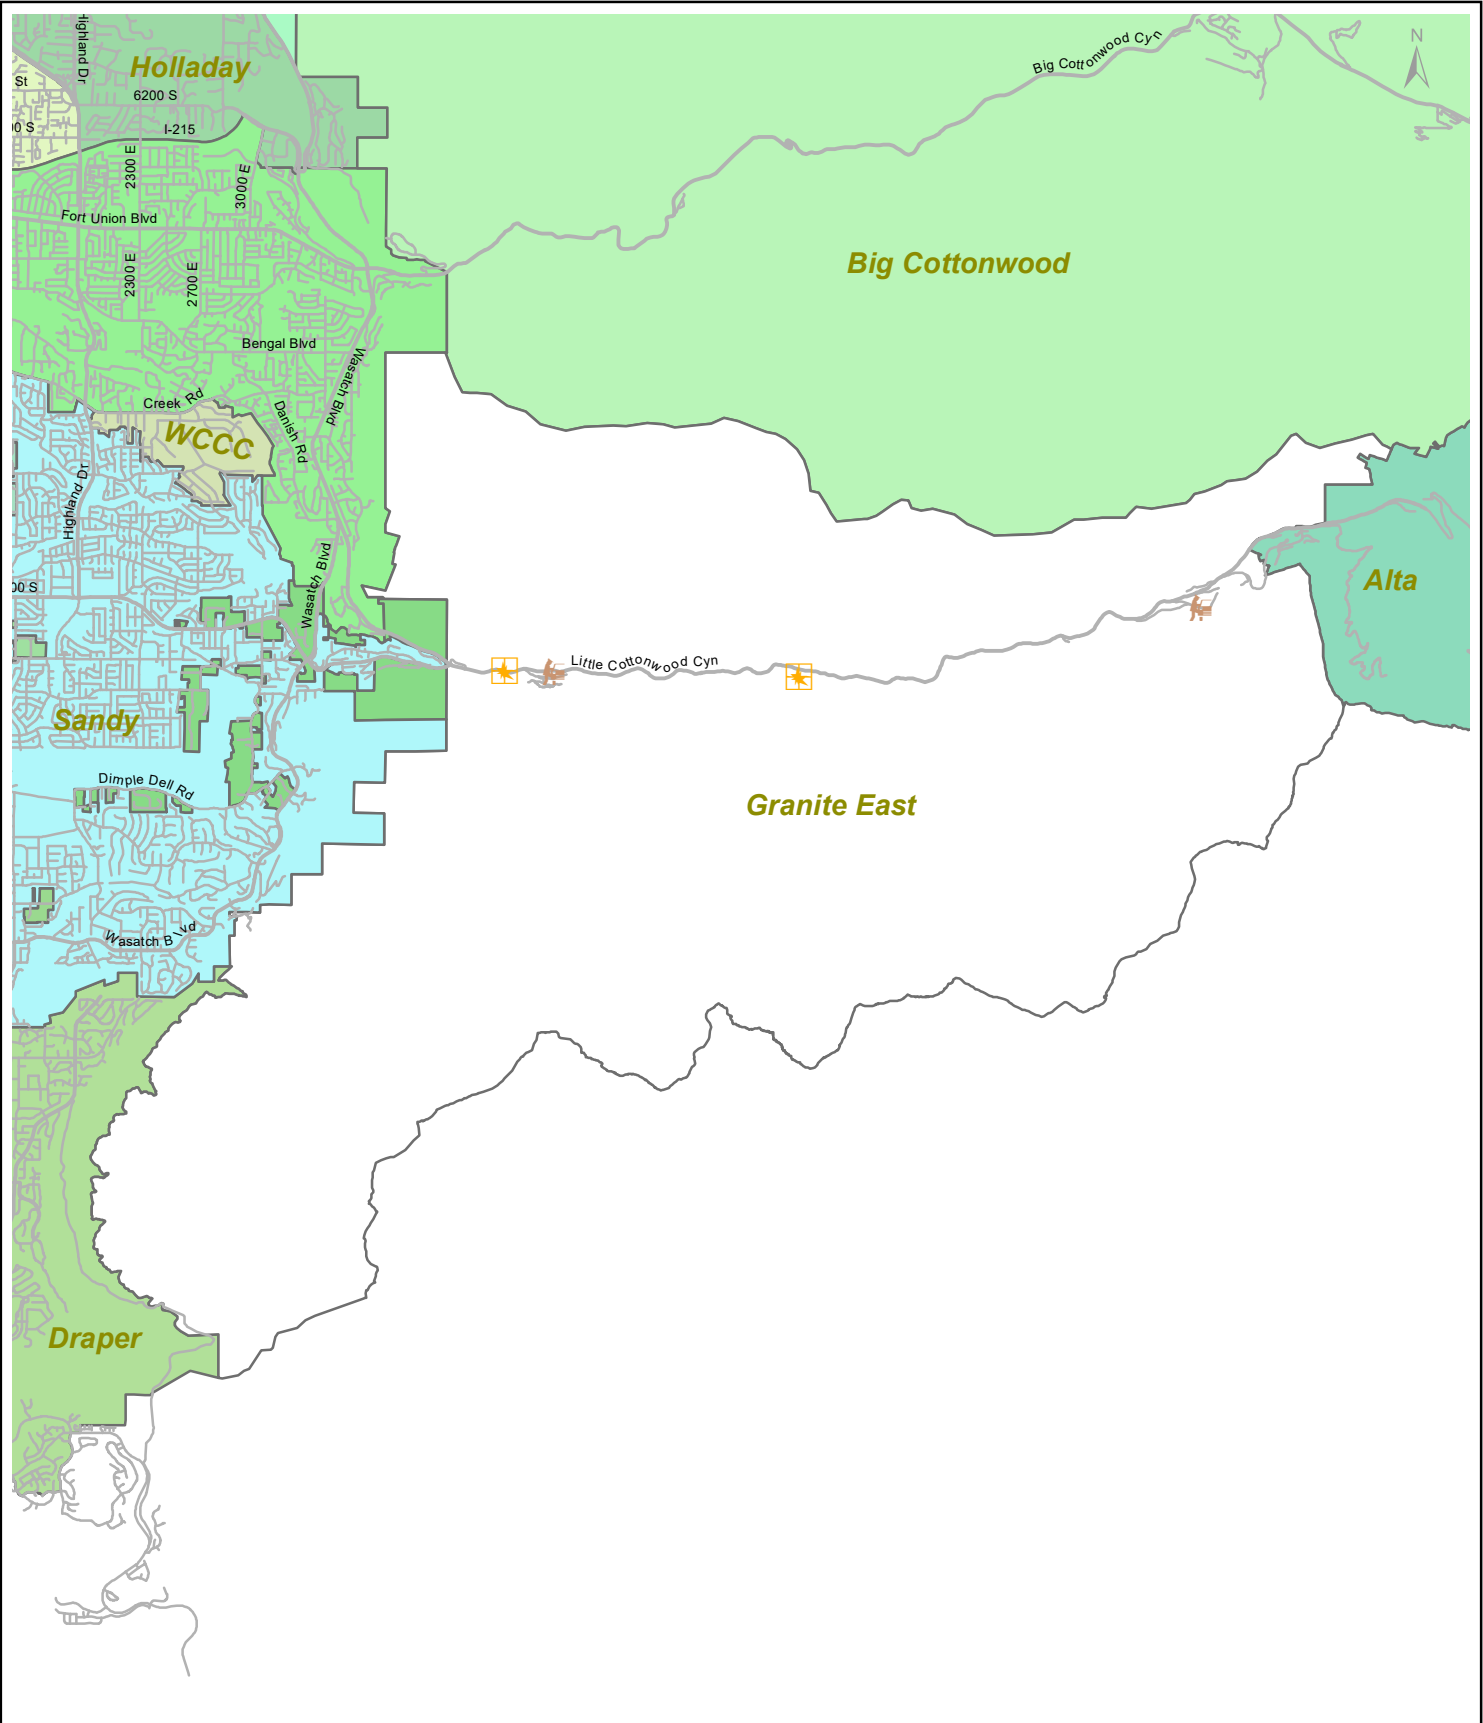 Highland Dr
Holladay
Big Cottonwood Cyn
N
St
6200 S
00 S
I-215
2300 E
3000 E
Fort Union Blvd
2300 E
2700 E
Big Cottonwood
Bengal Blvd
Wasatch Blvd
Creek Rd
Danish Rd
WCCC
Highland Dr
Wasatch Blvd
00 S
Alta
Little Cottonwood Cyn
Sandy
Dimple Dell Rd
Granite East
Wasatch Blvd
Draper